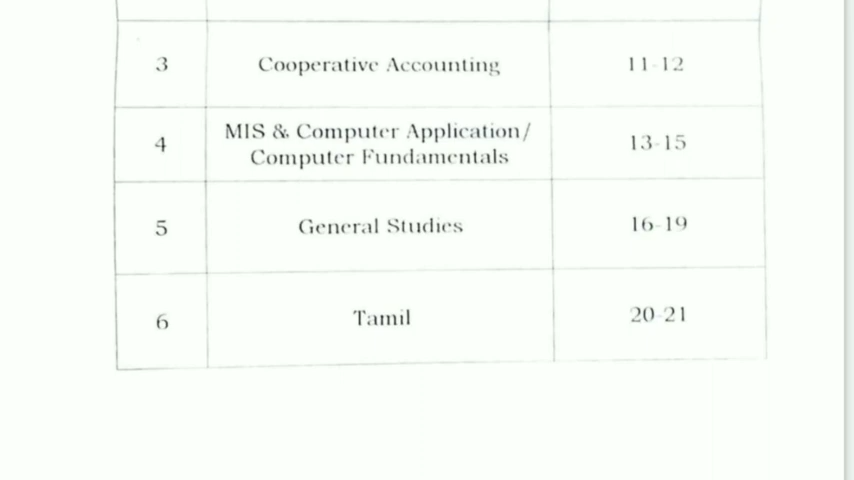 3 Cooperative Accounting 11-12
4 MIS & Computer Application/ 13-15
Computer Fundamentals
5 General Studies 16-19
6 Tamil 20-21